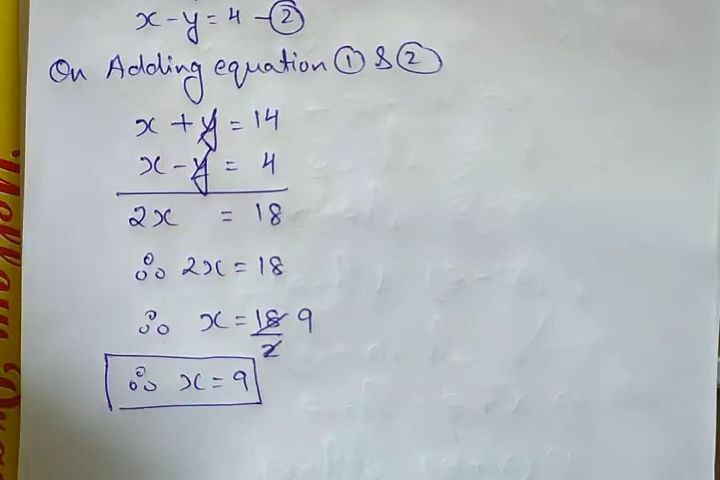 x - y = 4 - ②
On Adding equation ① & ②
x + y = 14
x - y = 4
2x = 18
∴ 2x = 18
∴ x = 18/2 9
∴ x = 9